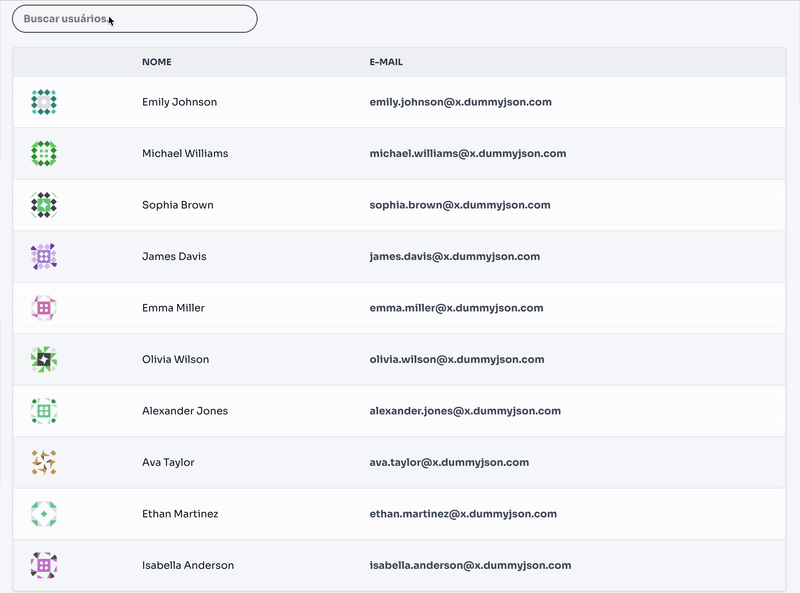 Buscar usuários.
NOME E-MAIL
Emily Johnson emily.johnson@x.dummyjson.com
Michael Williams michael.williams@x.dummyjson.com
Sophia Brown sophia.brown@x.dummyjson.com
James Davis james.davis@x.dummyjson.com
Emma Miller emma.miller@x.dummyjson.com
Olivia Wilson olivia.wilson@x.dummyjson.com
Alexander Jones alexander.jones@x.dummyjson.com
Ava Taylor ava.taylor@x.dummyjson.com
Ethan Martinez ethan.martinez@x.dummyjson.com
Isabella Anderson isabella.anderson@x.dummyjson.com